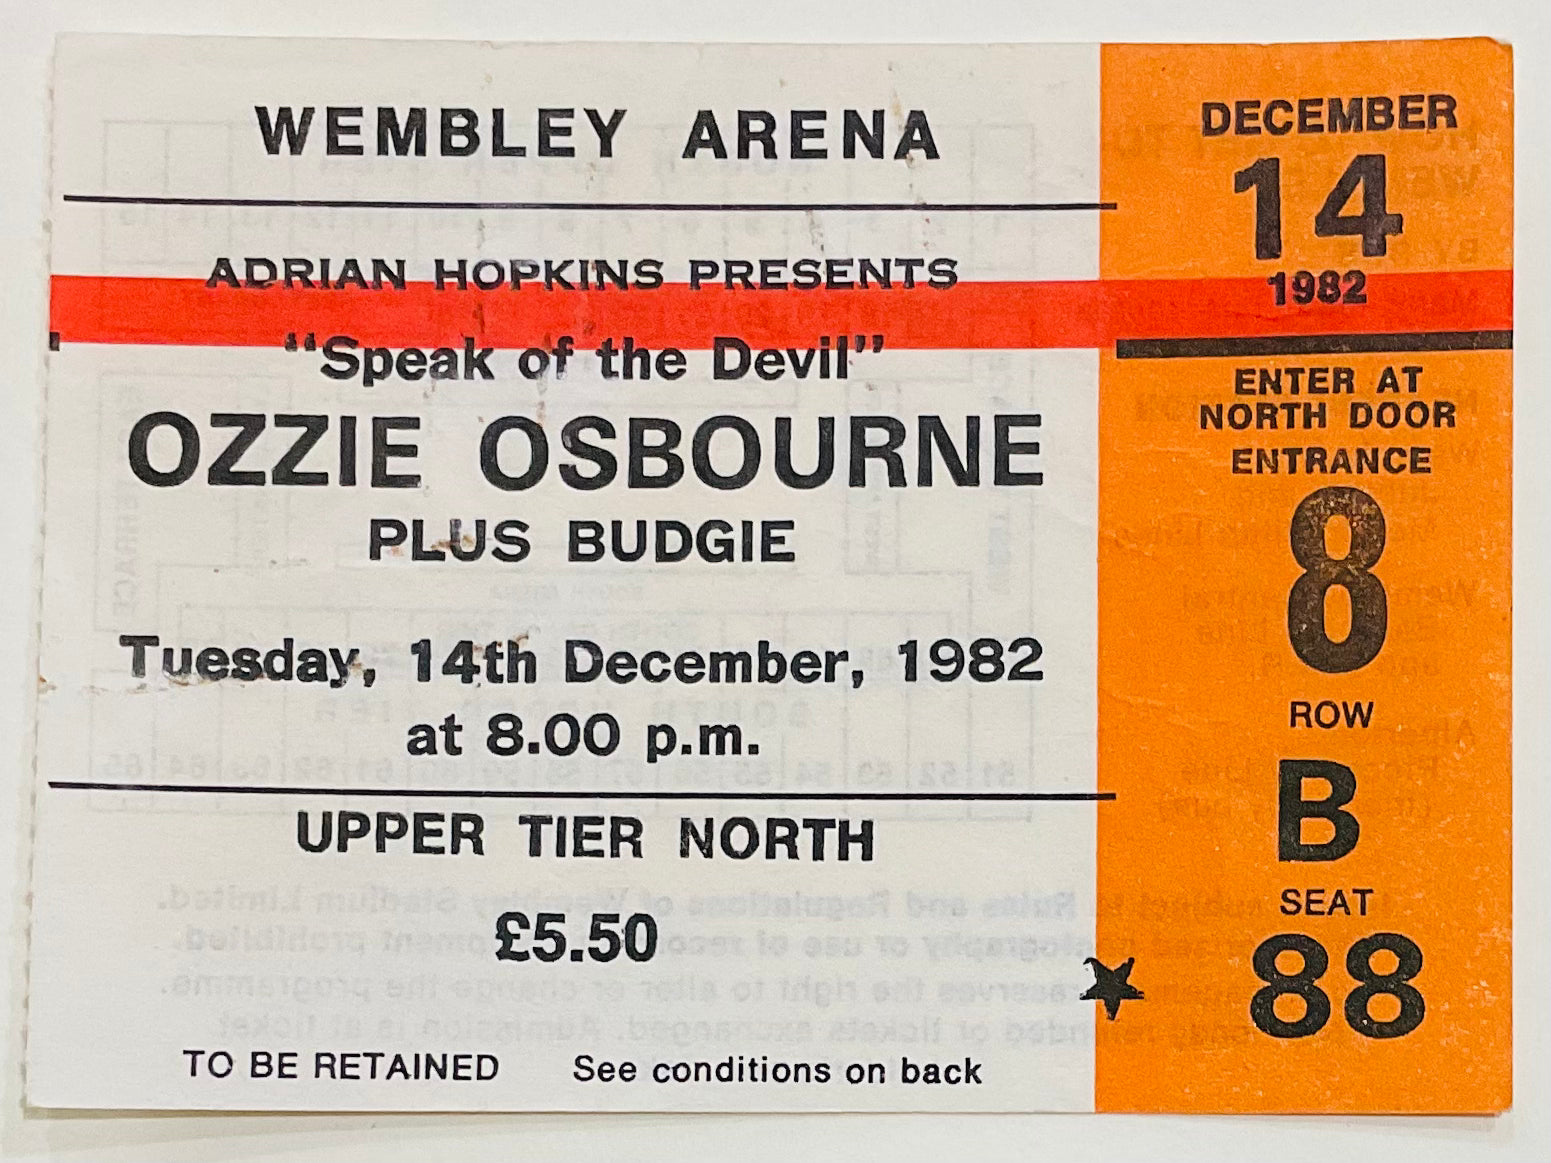 WEMBLEY ARENA
ADRIAN HOPKINS PRESENTS
"Speak of the Devil"
OZZIE OSBOURNE
PLUS BUDGIE
Tuesday, 14th December, 1982
at 8.00 p.m.
UPPER TIER NORTH
£5.50
TO BE RETAINED See conditions on back
DECEMBER
14
1982
ENTER AT
NORTH DOOR
ENTRANCE
8
ROW
B
SEAT
88